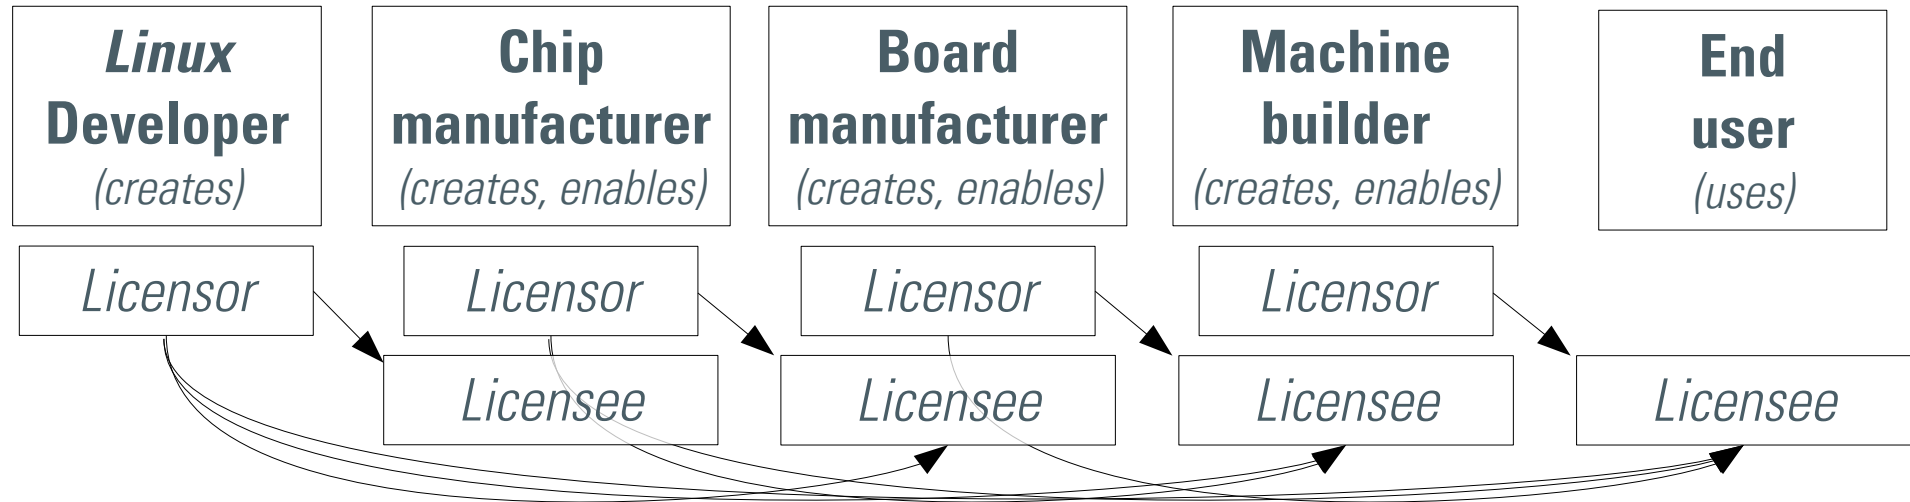 Linux
Developer
(creates)
Chip
manufacturer
(creates, enables)
Board
manufacturer
(creates, enables)
Machine
builder
(creates, enables)
End
user
(uses)
Licensor
Licensor
Licensor
Licensor
Licensee
Licensee
Licensee
Licensee